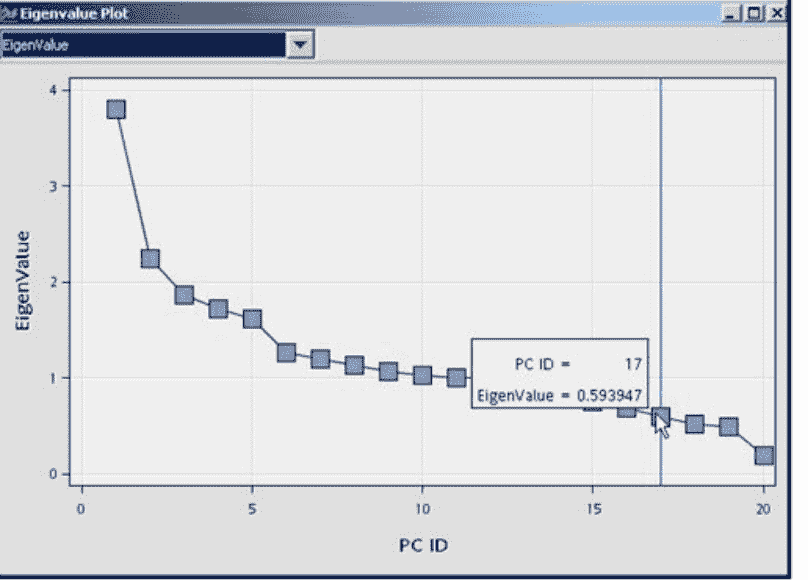 Eigenvalue Plot
EigenValue
4
3
2
1
0
EigenValue
PC ID = 17
EigenValue = 0.593947
0 5 10 15 20
PC ID